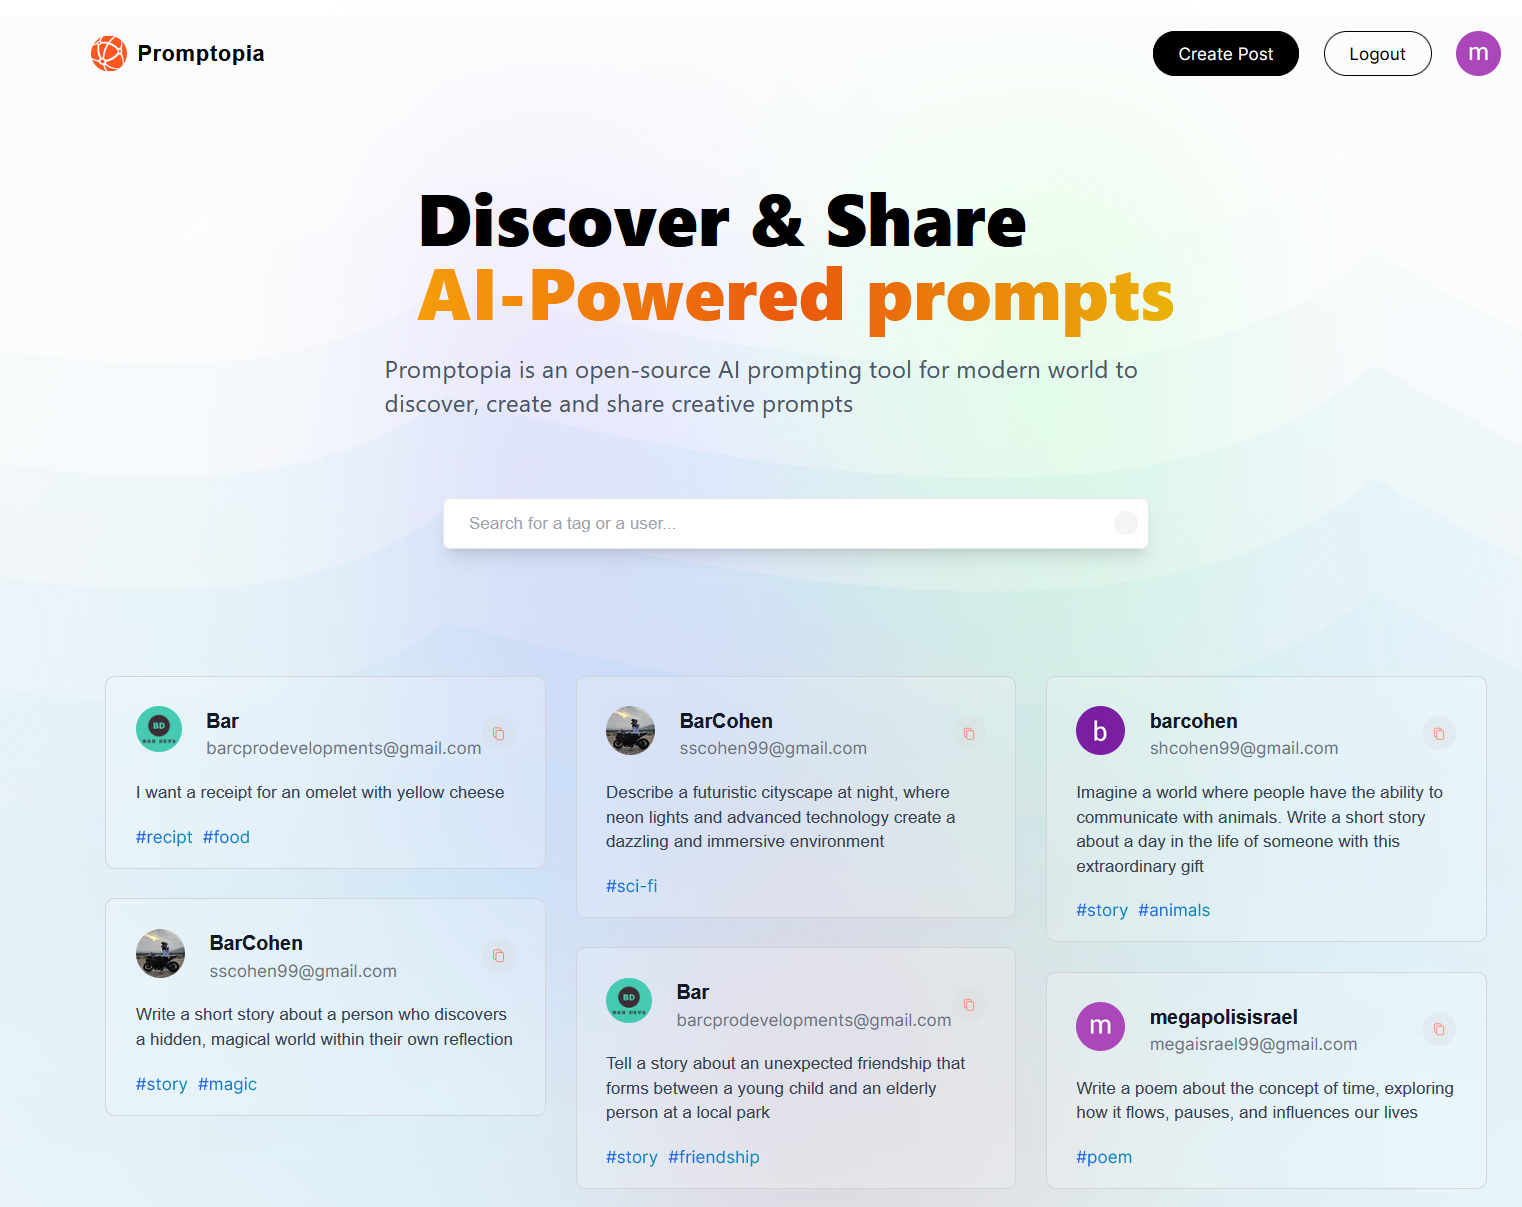 Promptopia
Create Post
Logout
m
Discover & Share
AI-Powered prompts
Promptopia is an open-source AI prompting tool for modern world to
discover, create and share creative prompts
Search for a tag or a user...
BD
BAR DEVS
Bar
barcprodevelopments@gmail.com
I want a receipt for an omelet with yellow cheese
#recipt #food
BarCohen
sscohen99@gmail.com
Write a short story about a person who discovers
a hidden, magical world within their own reflection
#story #magic
BarCohen
sscohen99@gmail.com
Describe a futuristic cityscape at night, where
neon lights and advanced technology create a
dazzling and immersive environment
#sci-fi
BD
BAR DEVS
Bar
barcprodevelopments@gmail.com
Tell a story about an unexpected friendship that
forms between a young child and an elderly
person at a local park
#story #friendship
b
barcohen
shcohen99@gmail.com
Imagine a world where people have the ability to
communicate with animals. Write a short story
about a day in the life of someone with this
extraordinary gift
#story #animals
m
megapolisisrael
megaisrael99@gmail.com
Write a poem about the concept of time, exploring
how it flows, pauses, and influences our lives
#poem